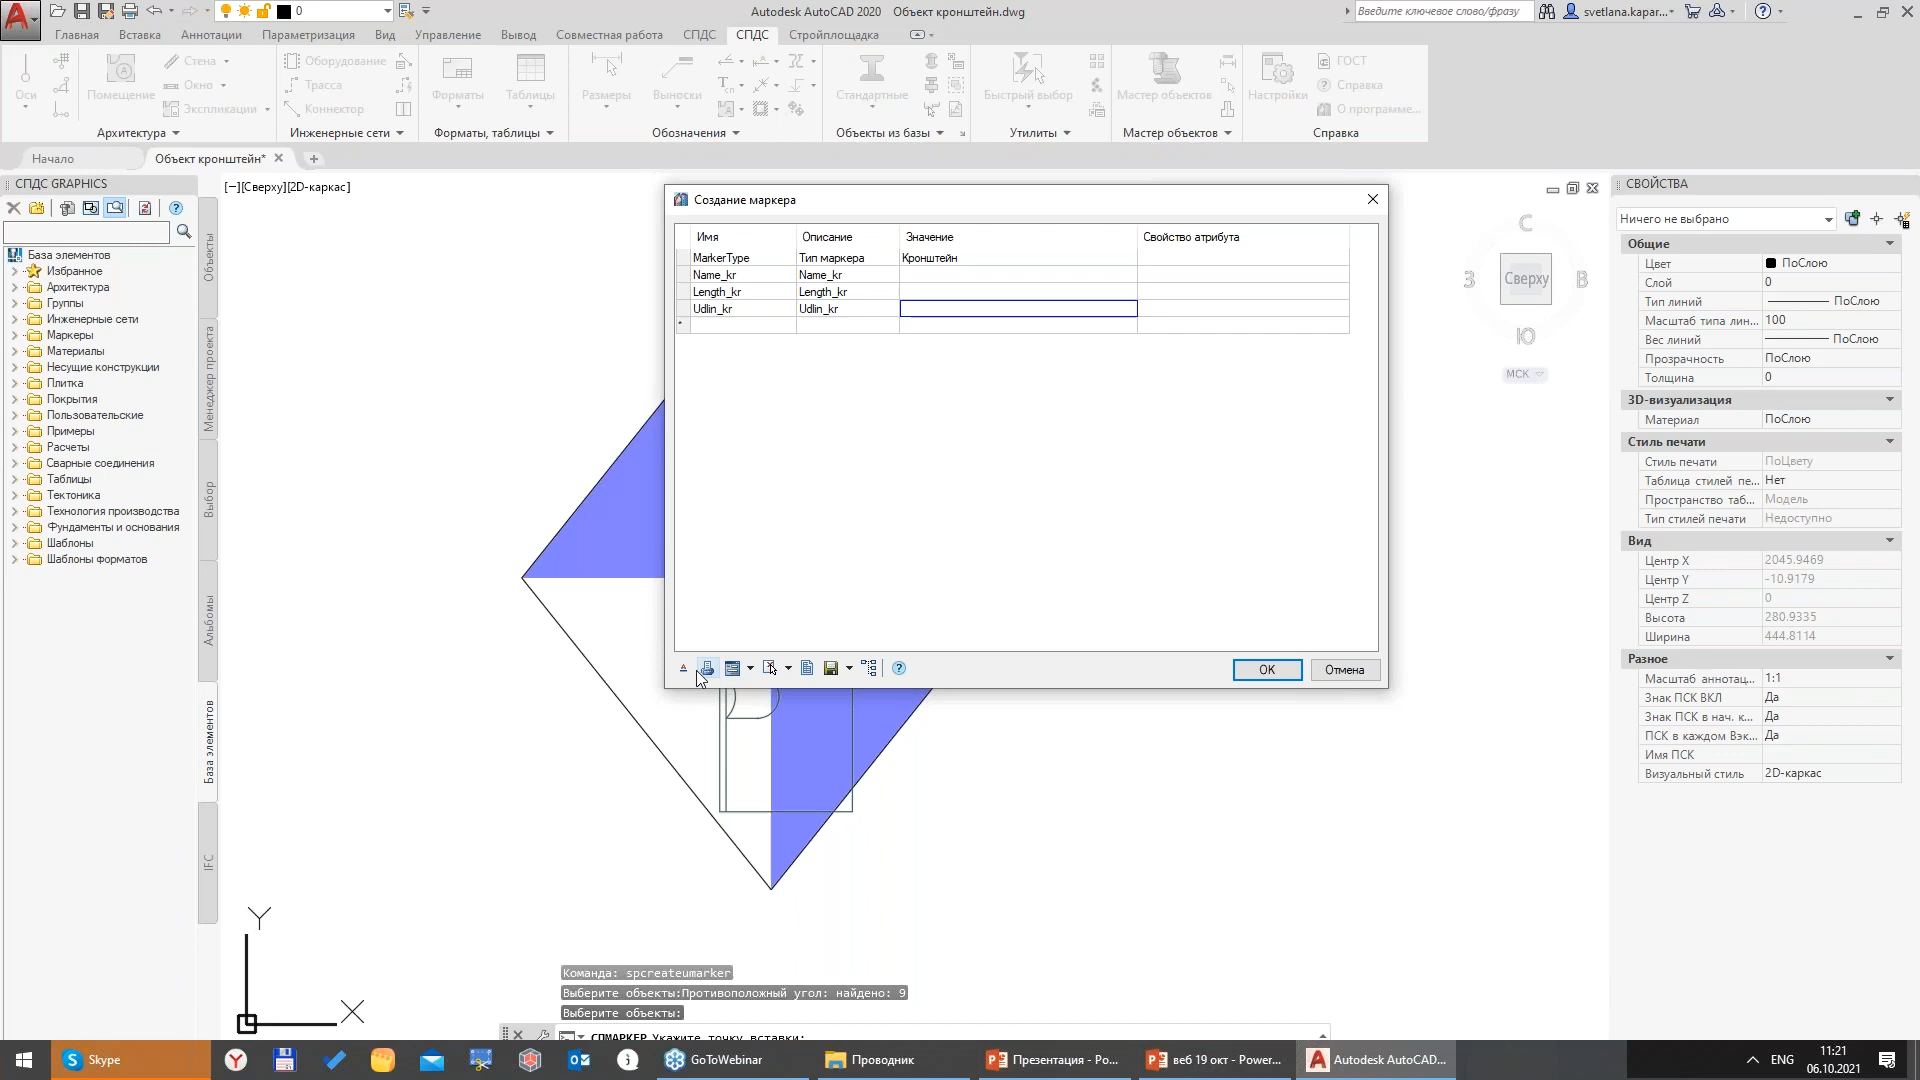 Autodesk AutoCAD 2020 Объект кронштейн.dwg
Введите ключевое слово/фразу
svetlana.kapar...
0
Главная Вставка Аннотации Параметризация Вид Управление Вывод Совместная работа СПДС СПДС Стройплощадка
Оси
Помещение
Стена
Окно
Экспликации
Архитектура
Оборудование
Трасса
Коннектор
Инженерные сети
Форматы
Таблицы
Форматы, таблицы
Размеры
Выноски
Обозначения
Стандартные
Объекты из базы
Быстрый выбор
Утилиты
Мастер объектов
Мастер объектов
Настройки
ГОСТ
Справка
О программе...
Справка
Начало
Объект кронштейн*
СПДС GRAPHICS
База элементов
Избранное
Архитектура
Группы
Инженерные сети
Маркеры
Материалы
Несущие конструкции
Плитка
Покрытия
Пользовательские
Примеры
Расчеты
Сварные соединения
Таблицы
Тектоника
Технология производства
Фундаменты и основания
Шаблоны
Шаблоны форматов
Объекты
Менеджер проекта
Выбор
Альбомы
База элементов
IFC
[−][Сверху][2D-каркас]
Создание маркера
Имя Описание Значение Свойство атрибута
MarkerType Тип маркера Кронштейн
Name_kr Name_kr
Length_kr Length_kr
Udlin_kr Udlin_kr
*
OK
Отмена
С
З
Сверху
В
Ю
МСК
Y
X
Команда: spcreateumarker
Выберите объекты:Противоположный угол: найдено: 9
Выберите объекты:
СПМАРКЕР Укажите точку вставки:
СВОЙСТВА
Ничего не выбрано
Общие
Цвет ПоСлою
Слой 0
Тип линий ПоСлою
Масштаб типа лин... 100
Вес линий ПоСлою
Прозрачность ПоСлою
Толщина 0
3D-визуализация
Материал ПоСлою
Стиль печати
Стиль печати ПоЦвету
Таблица стилей пе... Нет
Пространство таб... Модель
Тип стилей печати Недоступно
Вид
Центр X 2045.9469
Центр Y -10.9179
Центр Z 0
Высота 280.9335
Ширина 444.8114
Разное
Масштаб аннотац... 1:1
Знак ПСК ВКЛ Да
Знак ПСК в нач. к... Да
ПСК в каждом Вэк... Да
Имя ПСК
Визуальный стиль 2D-каркас
Skype
GoToWebinar
Проводник
Презентация - Po...
веб 19 окт - Power...
Autodesk AutoCAD...
ENG
11:21
06.10.2021